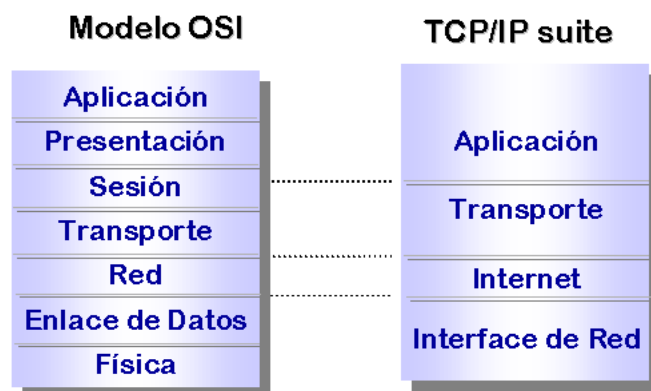 Modelo OSI
Aplicación
Presentación
Sesión
Transporte
Red
Enlace de Datos
Física
TCP/IP suite
Aplicación
Transporte
Internet
Interface de Red